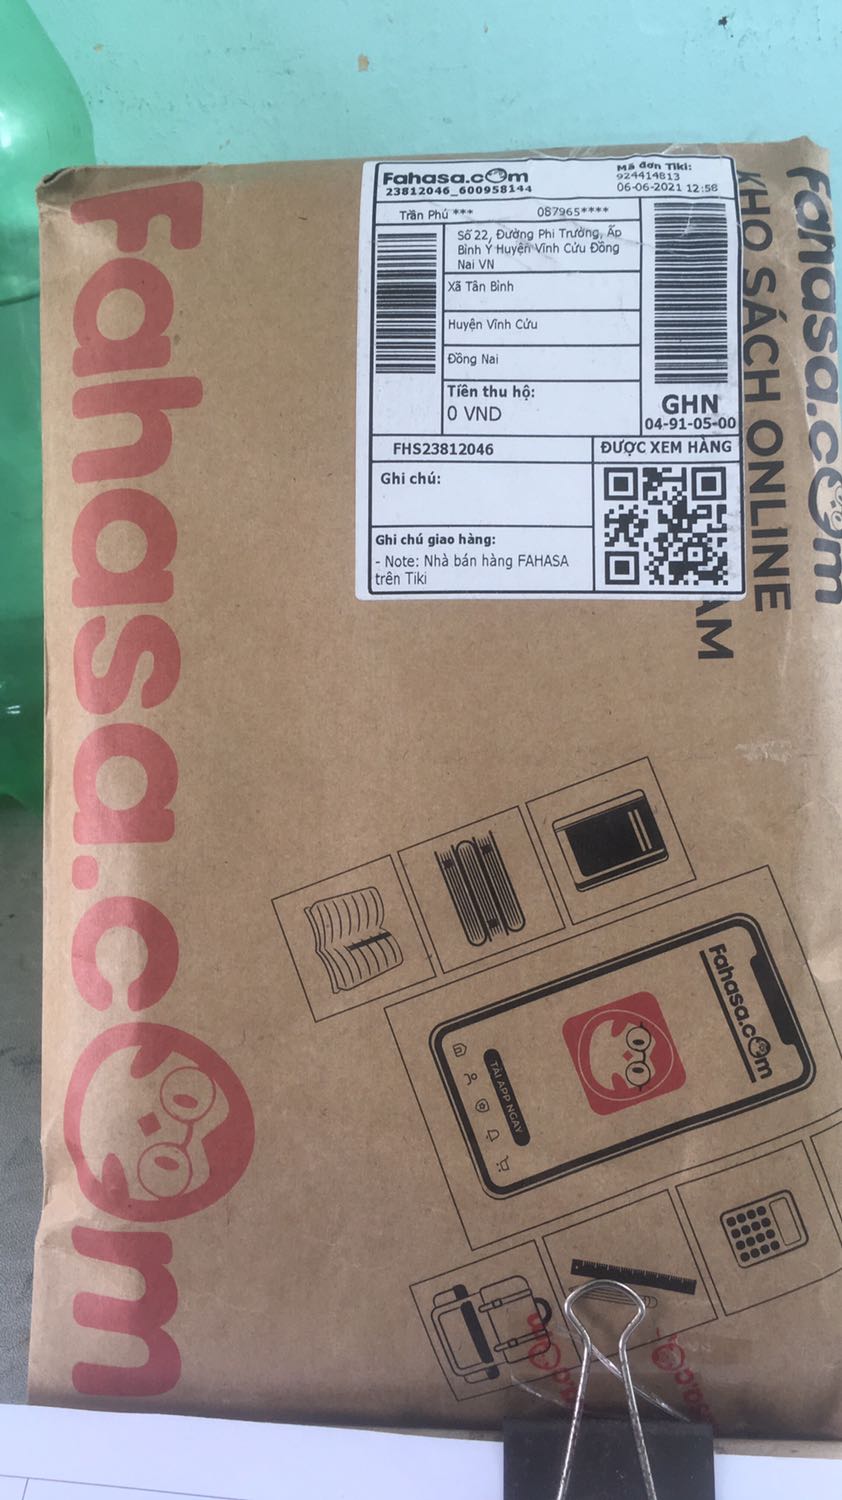 Fahasa.com
Fahasa.com
23812046_600958144
Mã đơn Tiki:
924414813
06-06-2021 12:58
Trần Phú ***
087965****
Số 22, Đường Phi Trường, Ấp
Bình Ý Huyện Vĩnh Cửu Đồng
Nai VN
Xã Tân Bình
Huyện Vĩnh Cửu
Đồng Nai
Tiền thu hộ:
0 VND
GHN
04-91-05-00
FHS23812046
ĐƯỢC XEM HÀNG
Ghi chú:
Ghi chú giao hàng:
- Note: Nhà bán hàng FAHASA
trên Tiki
Fahasa.com
KHO SÁCH ONLINE
AM
Fahasa.com
TẢI APP NGAY